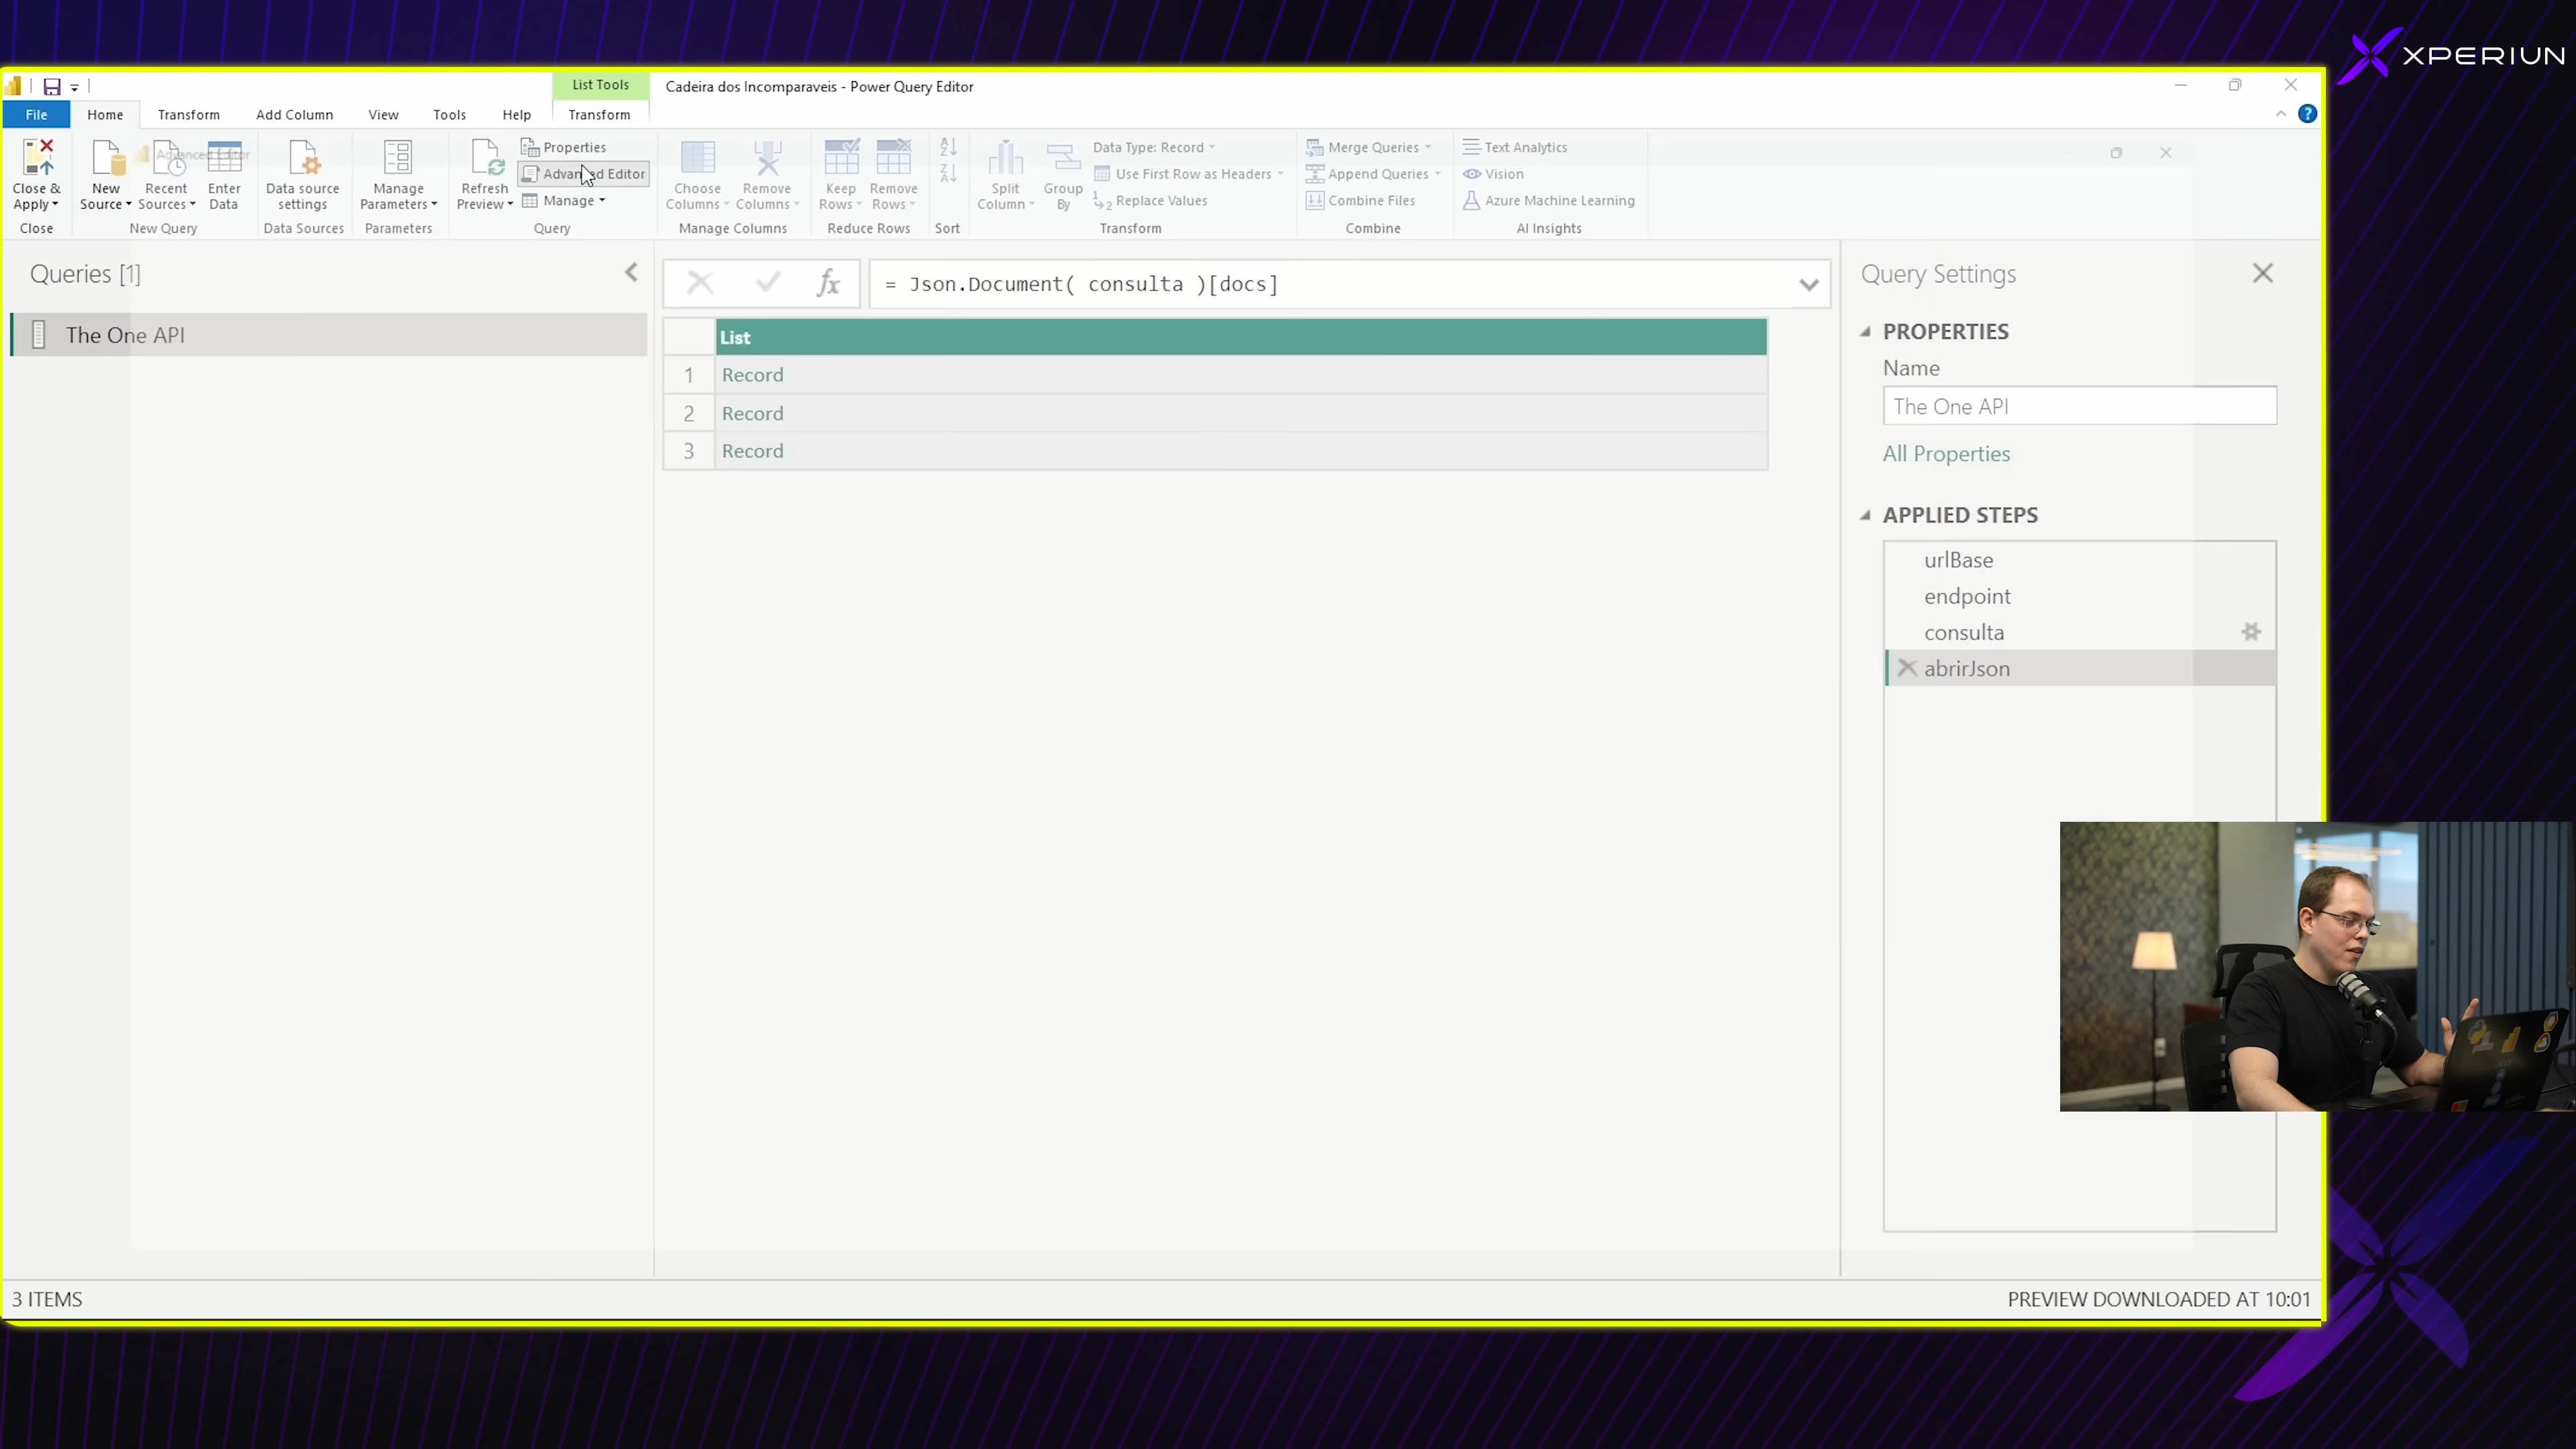 XPERIUN
List Tools
Cadeira dos Incomparaveis - Power Query Editor
File
Home
Transform
Add Column
View
Tools
Help
Transform
Close & Apply
New Source
Recent Sources
Enter Data
Advanced Editor
Data source settings
Manage Parameters
Refresh Preview
Properties
Advanced Editor
Manage
Choose Columns
Remove Columns
Keep Rows
Remove Rows
Split Column
Group By
Data Type: Record
Use First Row as Headers
Replace Values
Merge Queries
Append Queries
Combine Files
Text Analytics
Vision
Azure Machine Learning
Close
New Query
Data Sources
Parameters
Query
Manage Columns
Reduce Rows
Sort
Transform
Combine
AI Insights
Queries [1]
The One API
fx
= Json.Document( consulta )[docs]
List
1 Record
2 Record
3 Record
Query Settings
PROPERTIES
Name
The One API
All Properties
APPLIED STEPS
urlBase
endpoint
consulta
abrirJson
3 ITEMS
PREVIEW DOWNLOADED AT 10:01